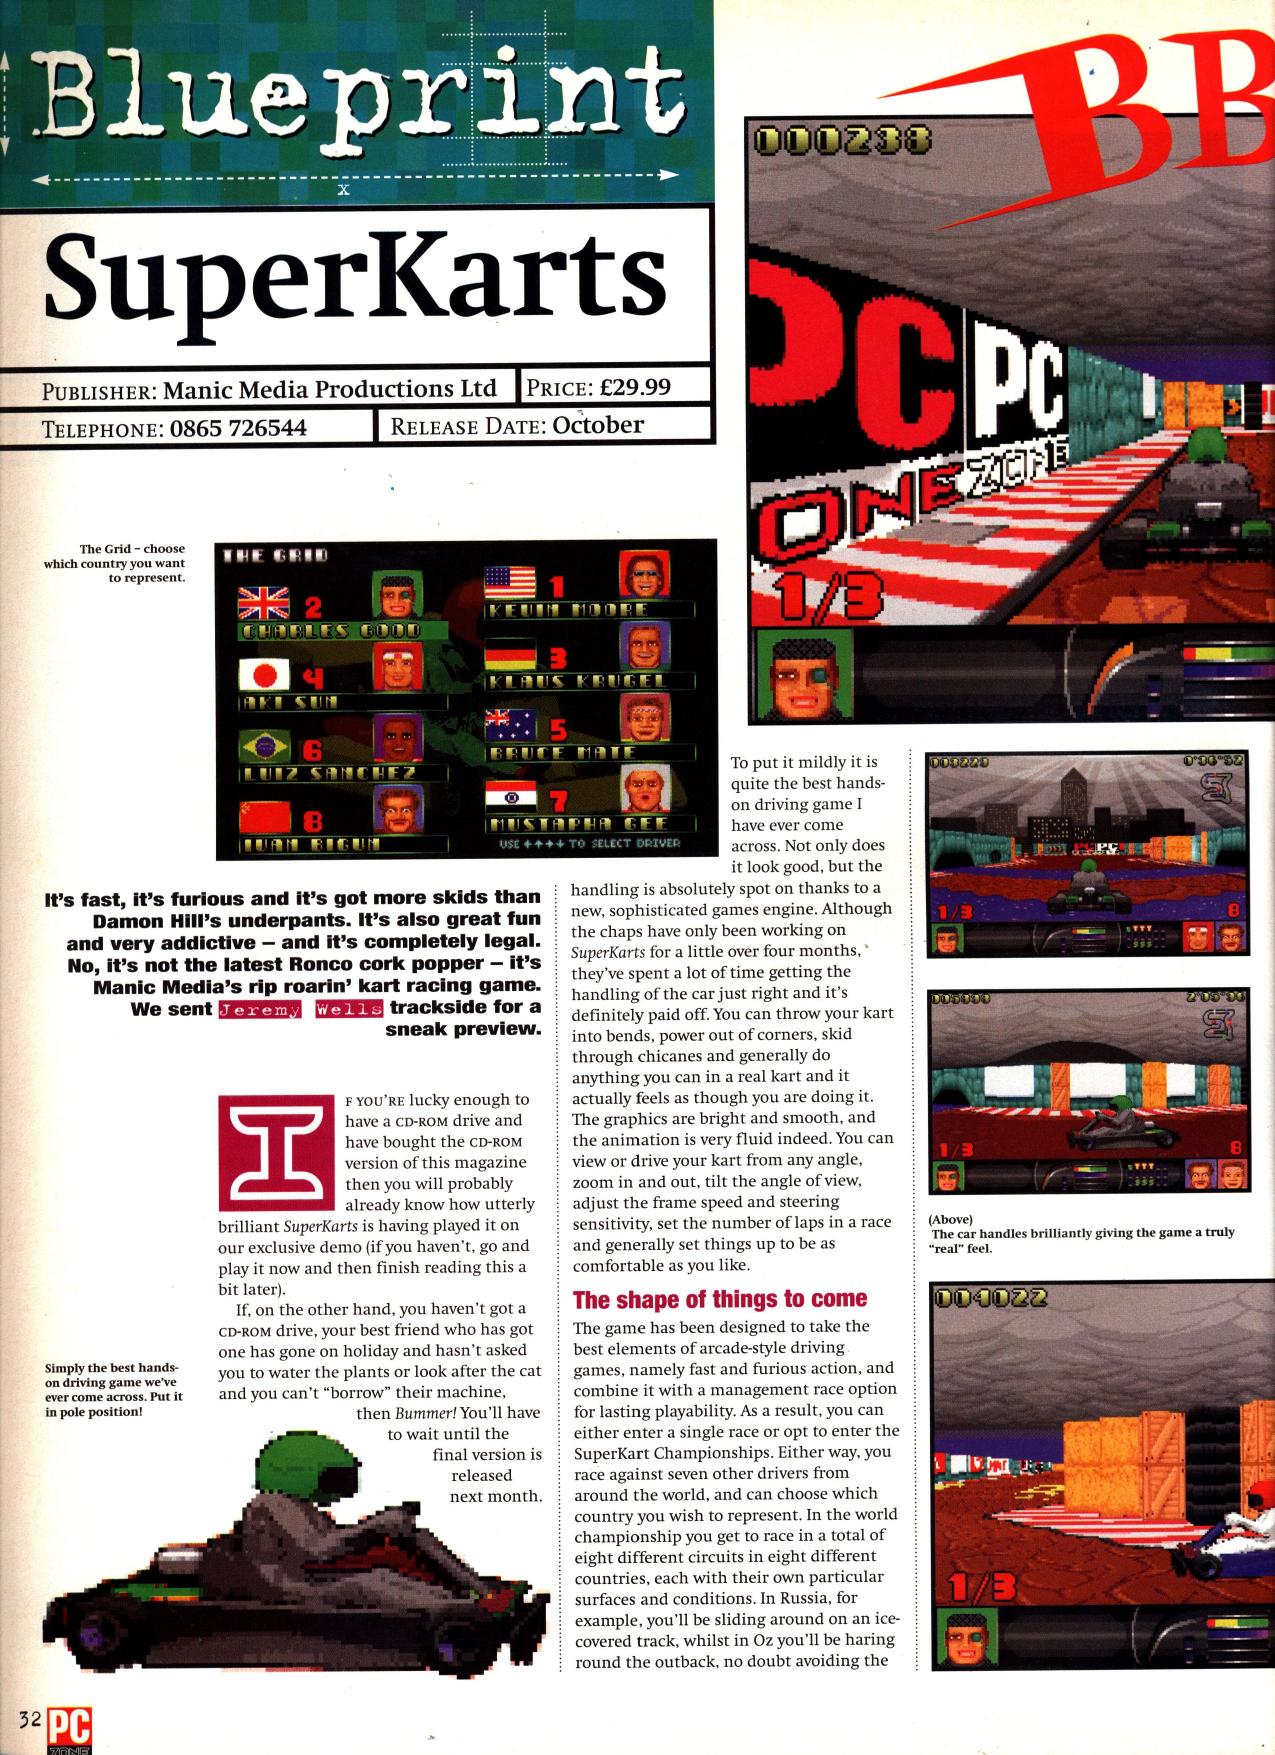 Blueprint
x
SuperKarts
PUBLISHER: Manic Media Productions Ltd
PRICE: £29.99
TELEPHONE: 0865 726544
RELEASE DATE: October
BB
000238
PC
ONE
PC
ZONE
1/3
The Grid – choose
which country you want
to represent.
THE GRID
2
CHARLES GOOD
4
AKI SUN
6
LUIZ SANCHEZ
8
IVAN BIGUN
1
KEVIN MOORE
3
KLAUS KRUGEL
5
BRUCE MATE
7
MUSTAPHA GEE
USE ←↑↓→ TO SELECT DRIVER
It's fast, it's furious and it's got more skids than
Damon Hill's underpants. It's also great fun
and very addictive – and it's completely legal.
No, it's not the latest Ronco cork popper – it's
Manic Media's rip roarin' kart racing game.
We sent Jeremy Wells trackside for a
sneak preview.
I
F YOU'RE lucky enough to
have a CD-ROM drive and
have bought the CD-ROM
version of this magazine
then you will probably
already know how utterly
brilliant SuperKarts is having played it on
our exclusive demo (if you haven't, go and
play it now and then finish reading this a
bit later).
If, on the other hand, you haven't got a
CD-ROM drive, your best friend who has got
one has gone on holiday and hasn't asked
you to water the plants or look after the cat
and you can't "borrow" their machine,
then Bummer! You'll have
to wait until the
final version is
released
next month.
Simply the best hands-
on driving game we've
ever come across. Put it
in pole position!
To put it mildly it is
quite the best hands-
on driving game I
have ever come
across. Not only does
it look good, but the
handling is absolutely spot on thanks to a
new, sophisticated games engine. Although
the chaps have only been working on
SuperKarts for a little over four months,
they've spent a lot of time getting the
handling of the car just right and it's
definitely paid off. You can throw your kart
into bends, power out of corners, skid
through chicanes and generally do
anything you can in a real kart and it
actually feels as though you are doing it.
The graphics are bright and smooth, and
the animation is very fluid indeed. You can
view or drive your kart from any angle,
zoom in and out, tilt the angle of view,
adjust the frame speed and steering
sensitivity, set the number of laps in a race
and generally set things up to be as
comfortable as you like.
The shape of things to come
The game has been designed to take the
best elements of arcade-style driving
games, namely fast and furious action, and
combine it with a management race option
for lasting playability. As a result, you can
either enter a single race or opt to enter the
SuperKart Championships. Either way, you
race against seven other drivers from
around the world, and can choose which
country you wish to represent. In the world
championship you get to race in a total of
eight different circuits in eight different
countries, each with their own particular
surfaces and conditions. In Russia, for
example, you'll be sliding around on an ice-
covered track, whilst in Oz you'll be haring
round the outback, no doubt avoiding the
1/3
8
1/3
8
(Above)
The car handles brilliantly giving the game a truly
"real" feel.
004022
1/3
32
PC
ZONE